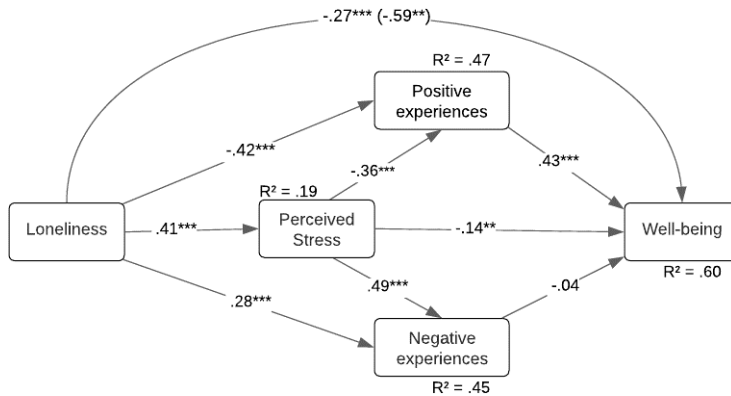 -.27*** (-.59**)
R² = .47
Positive
experiences
-.42***
.43***
-.36***
R² = .19
Loneliness
.41***
Perceived
Stress
-.14**
Well-being
R² = .60
.49***
-.04
.28***
Negative
experiences
R² = .45